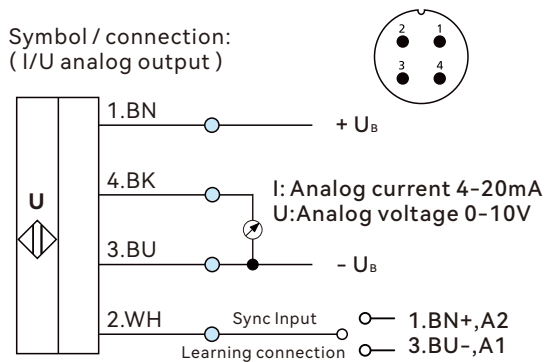 Symbol / connection:
( I/U analog output )
2 1
3 4
1.BN
+ UB
4.BK
I: Analog current 4-20mA
U:Analog voltage 0-10V
U
3.BU
- UB
2.WH
Sync Input
1.BN+,A2
Learning connection
3.BU-,A1